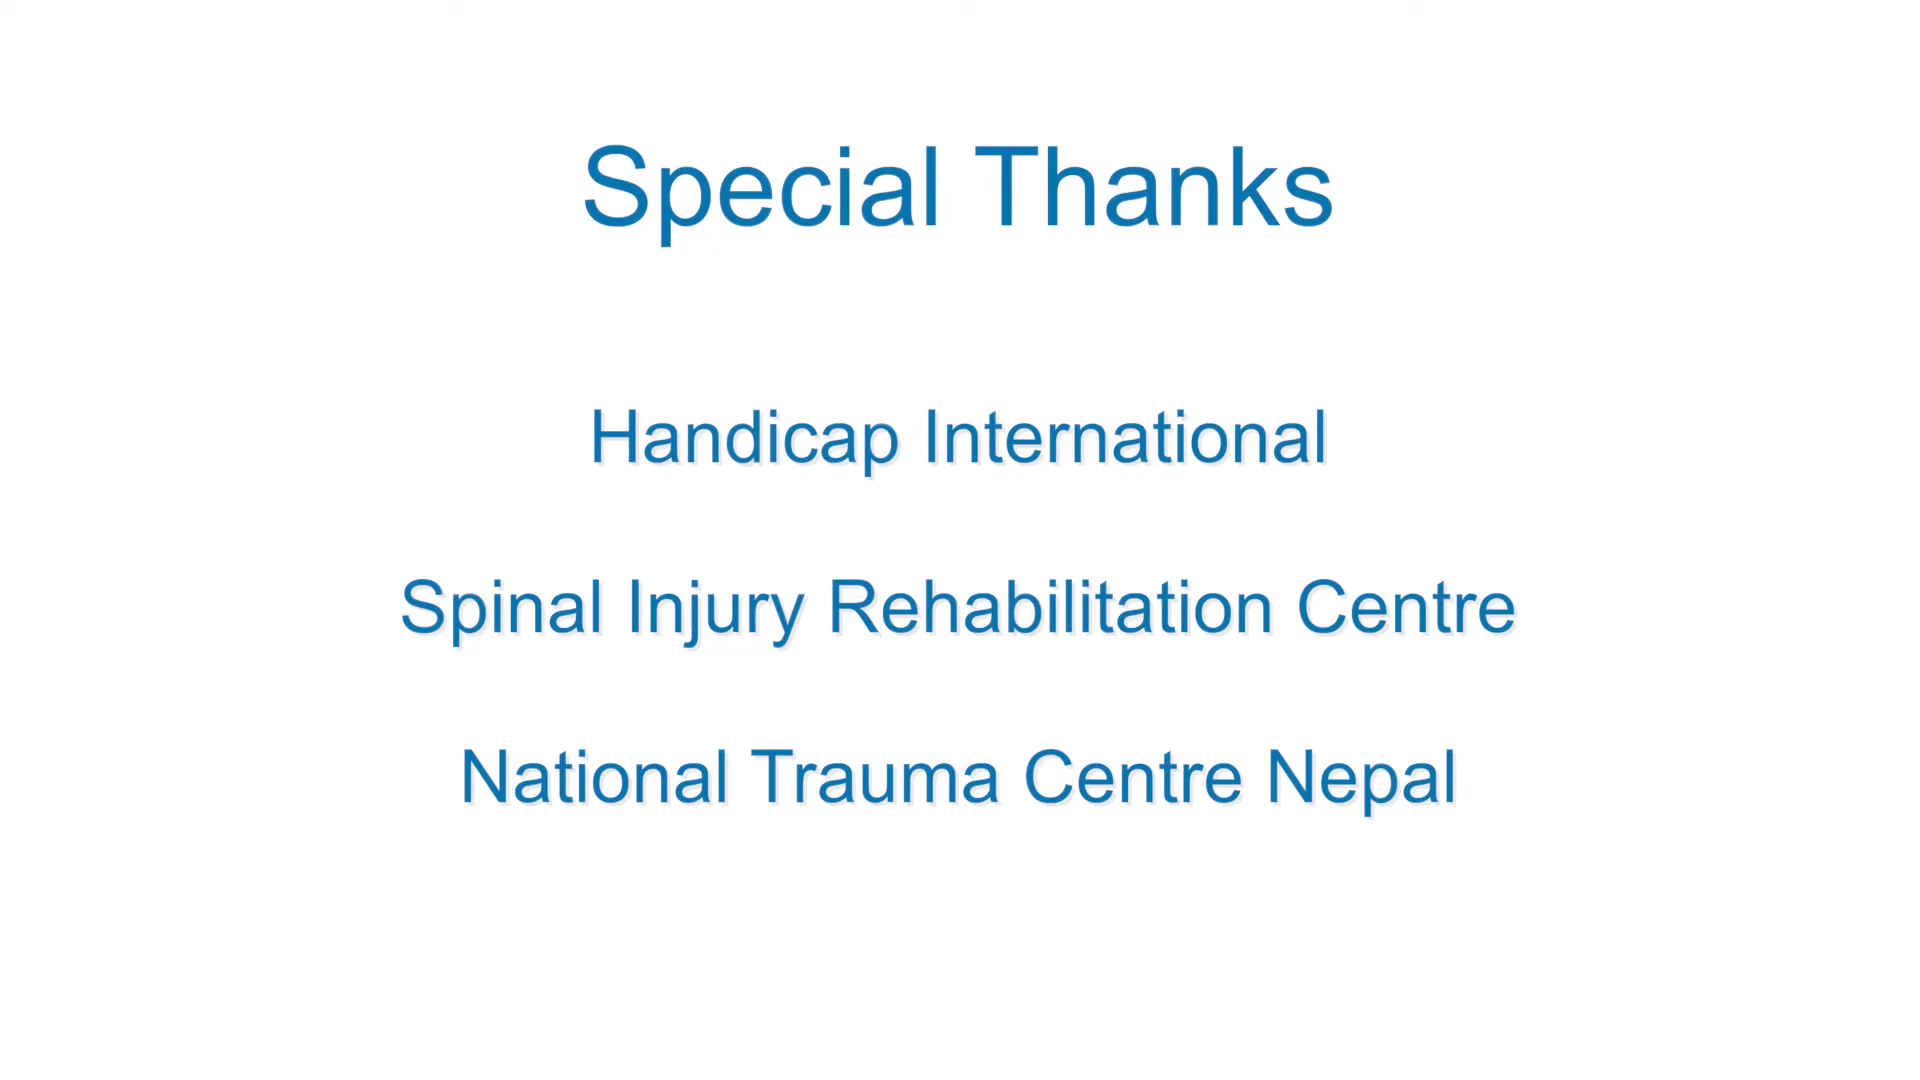 Special Thanks
Handicap International
Spinal Injury Rehabilitation Centre
National Trauma Centre Nepal